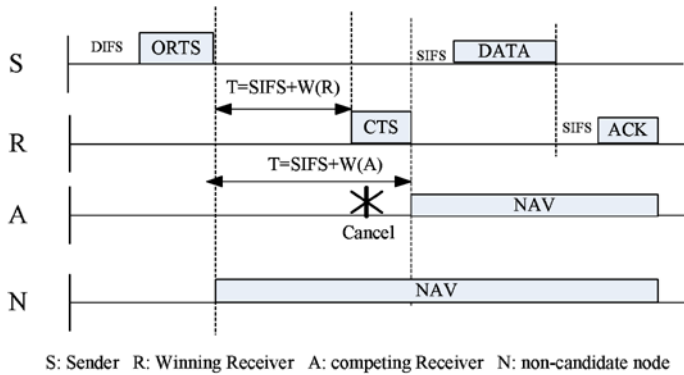 DIFS ORTS
S SIFS DATA
T=SIFS+W(R)
R CTS SIFS ACK
T=SIFS+W(A)
A NAV
Cancel
N NAV
S: Sender R: Winning Receiver A: competing Receiver N: non-candidate node